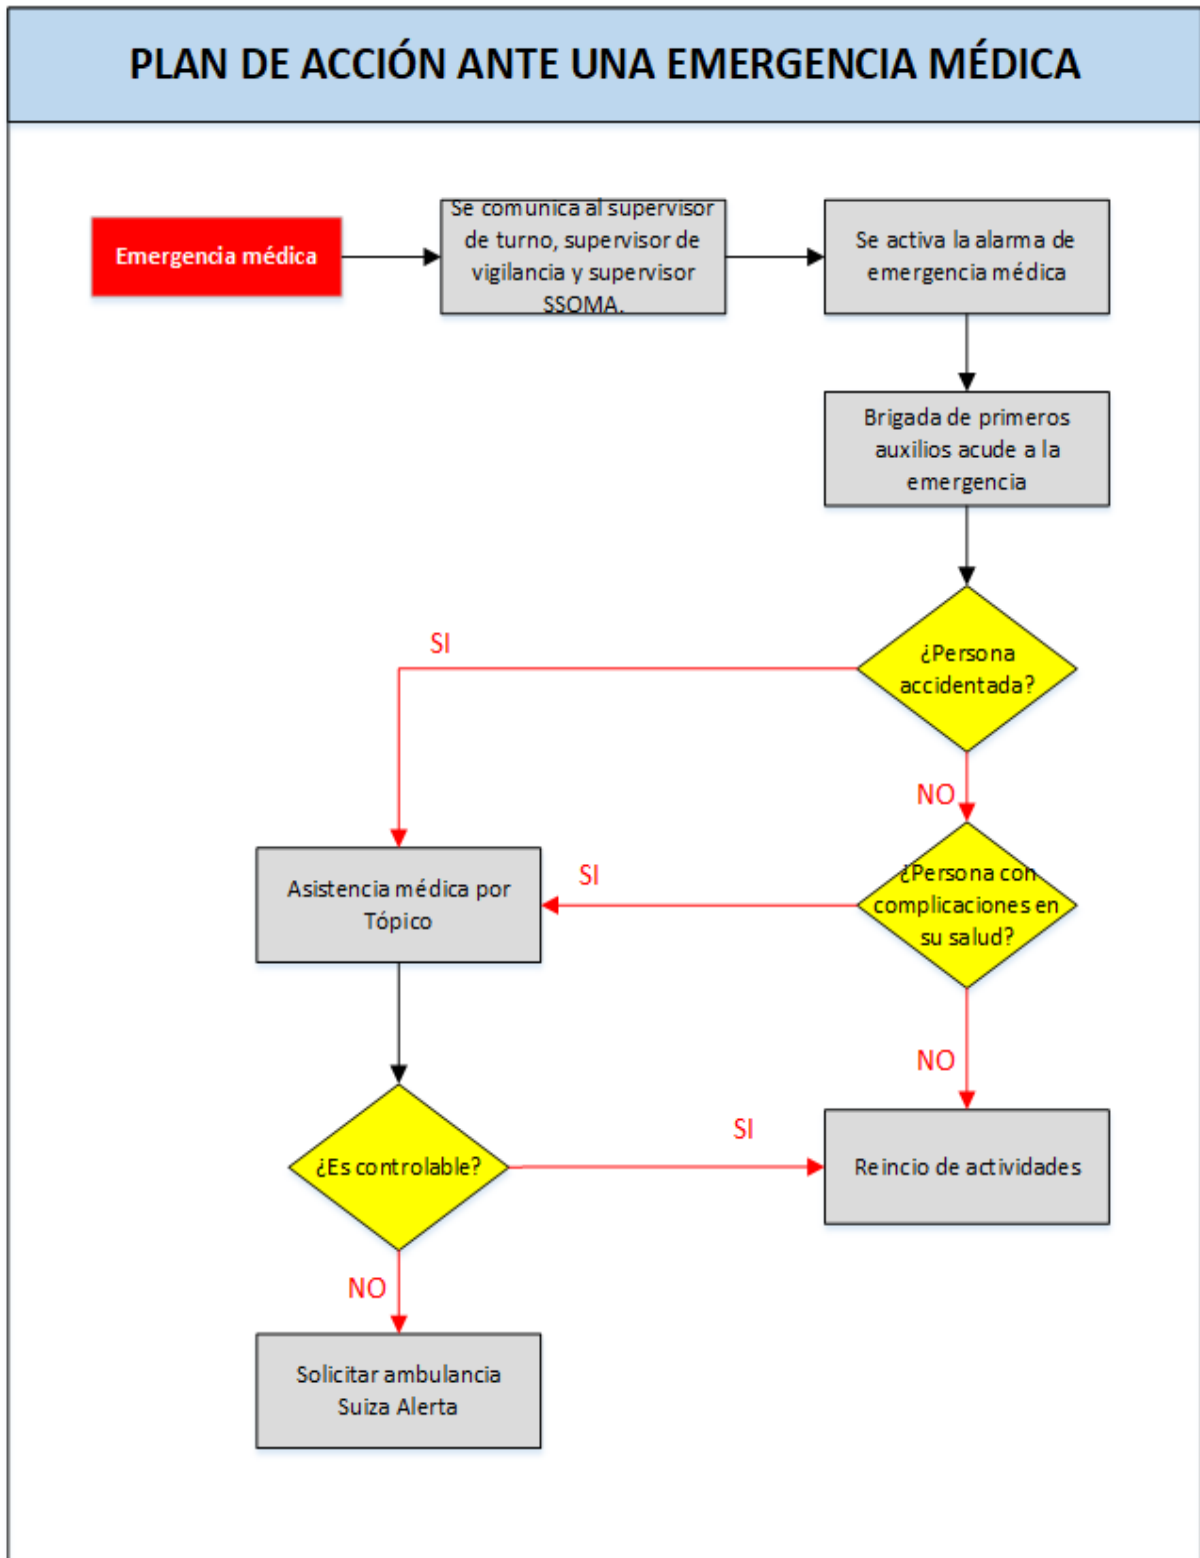 PLAN DE ACCIÓN ANTE UNA EMERGENCIA MÉDICA
Emergencia médica
Se comunica al supervisor
de turno, supervisor de
vigilancia y supervisor
SSOMA.
Se activa la alarma de
emergencia médica
Brigada de primeros
auxilios acude a la
emergencia
¿Persona
accidentada?
SI
NO
¿Persona con
complicaciones en
su salud?
SI
Asistencia médica por
Tópico
NO
¿Es controlable?
SI
Reincio de actividades
NO
Solicitar ambulancia
Suiza Alerta